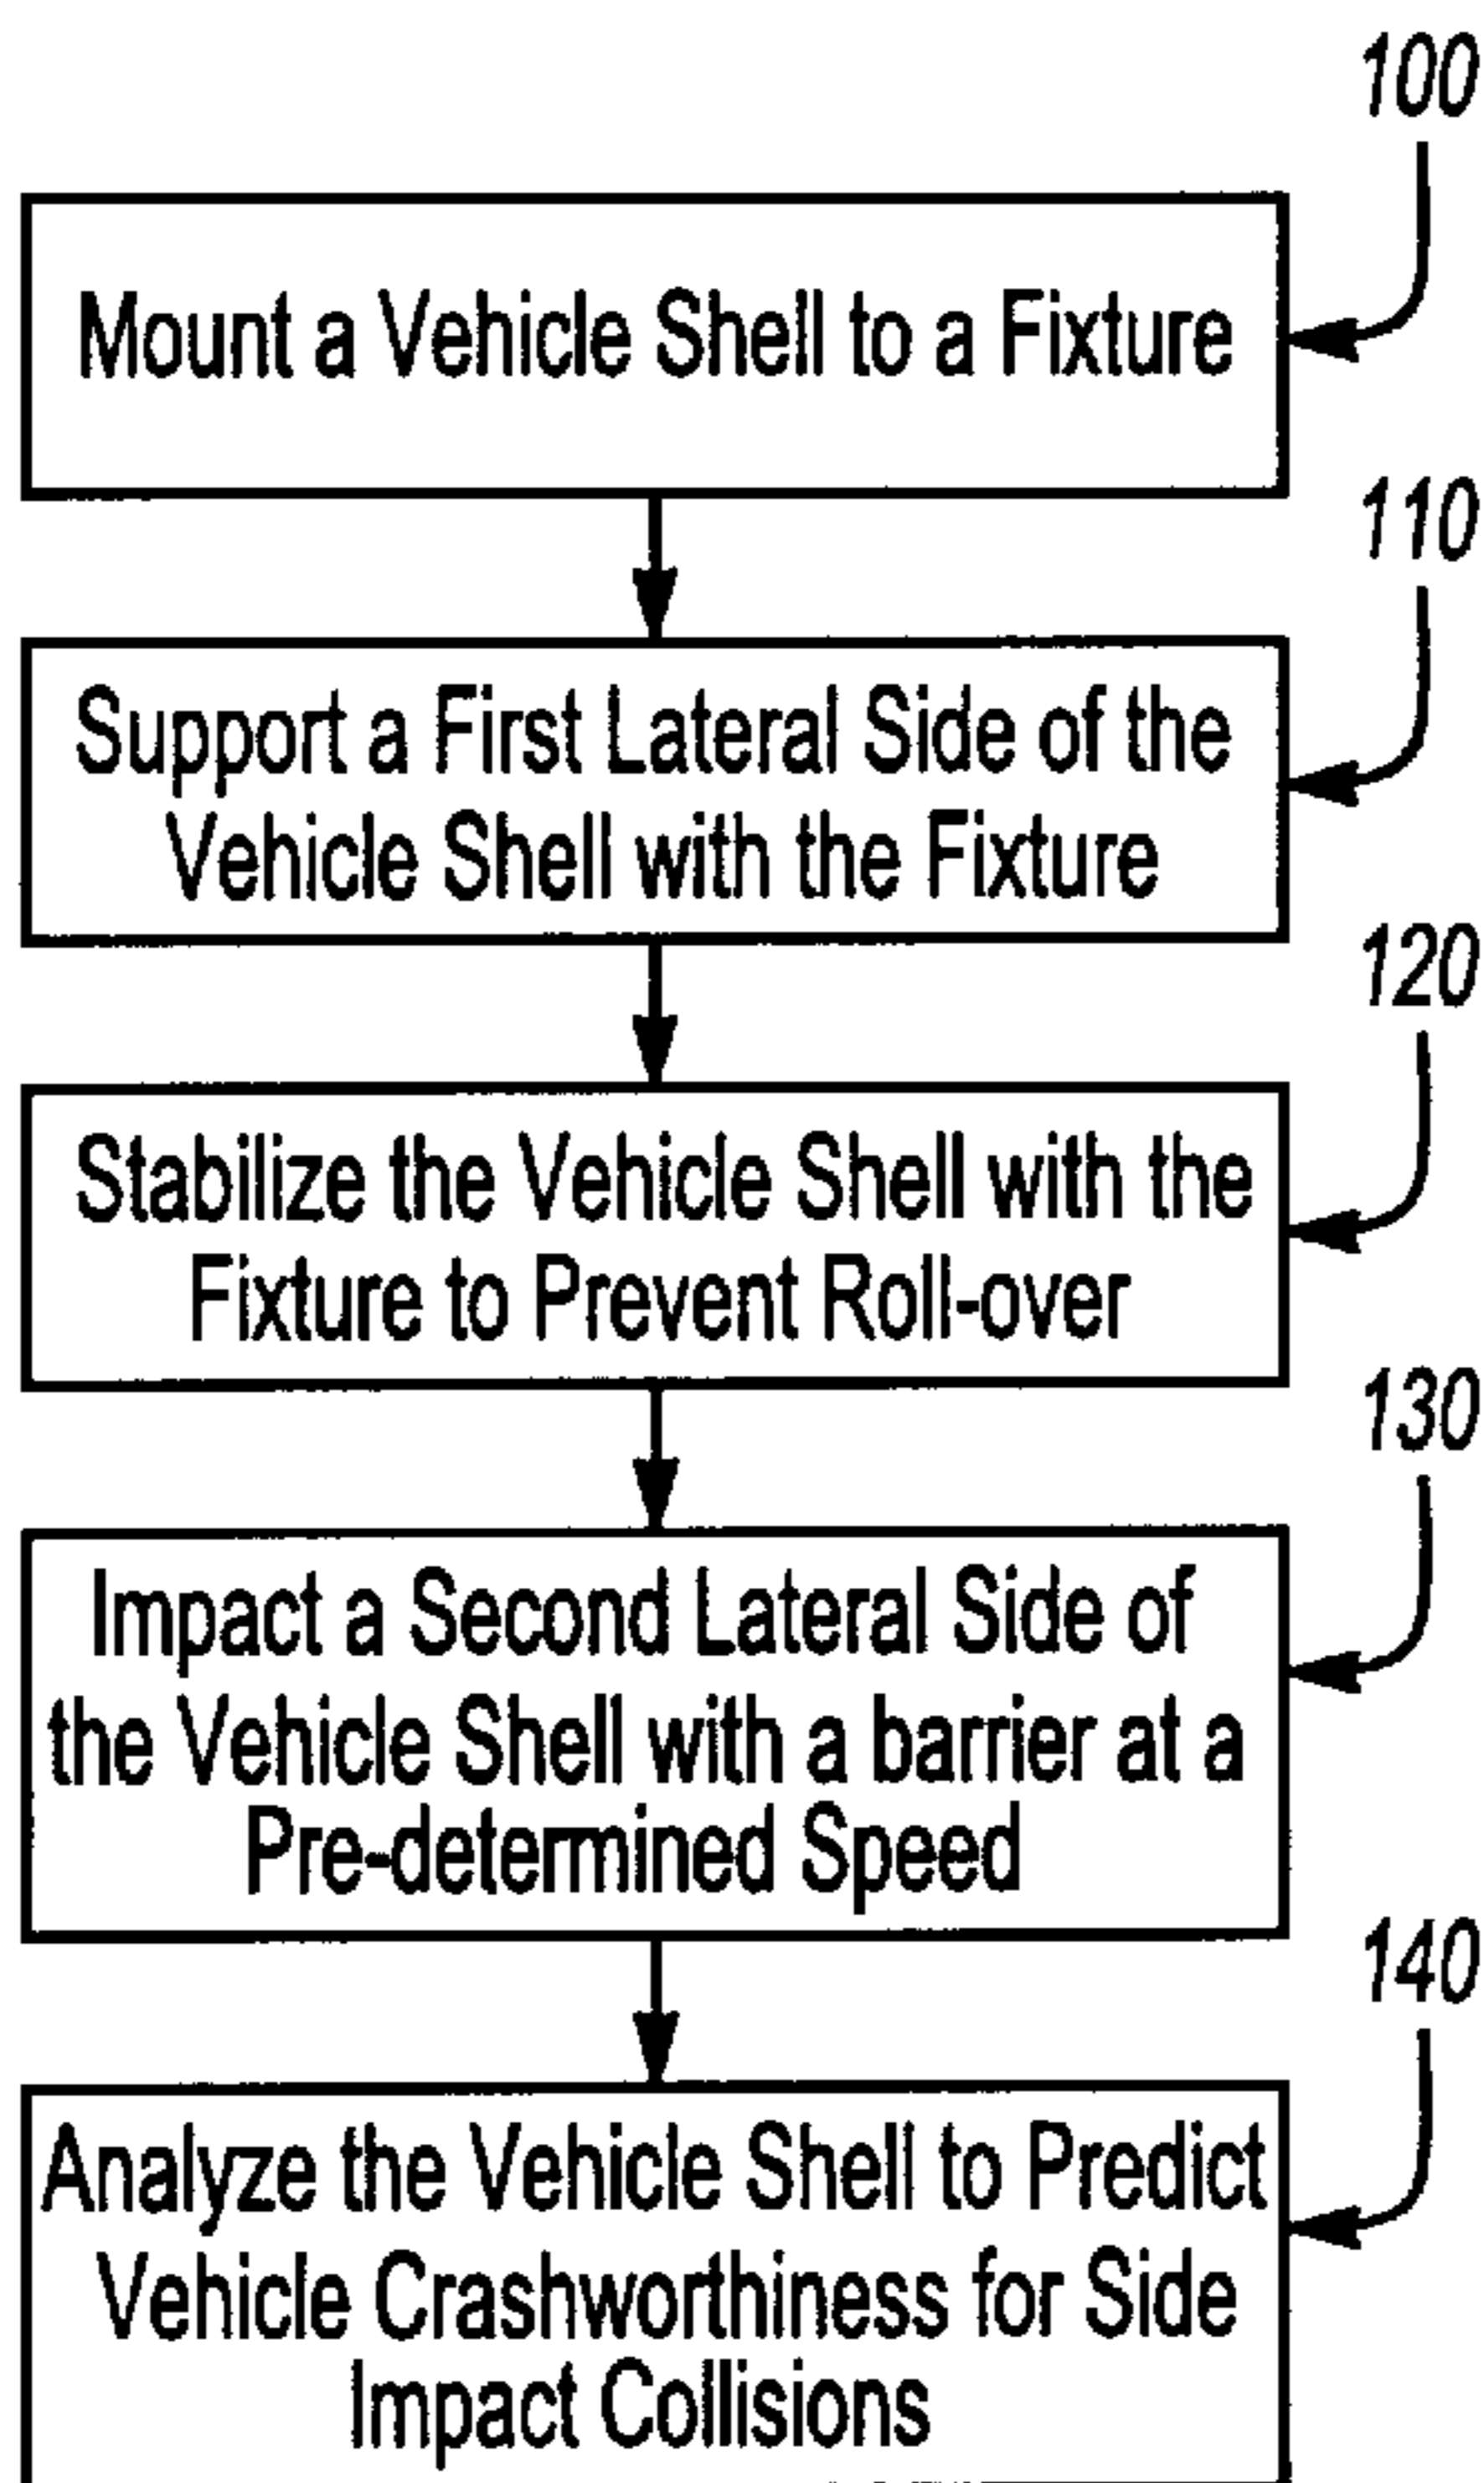 100
Mount a Vehicle Shell to a Fixture
110
Support a First Lateral Side of the
Vehicle Shell with the Fixture
120
Stabilize the Vehicle Shell with the
Fixture to Prevent Roll-over
130
Impact a Second Lateral Side of
the Vehicle Shell with a barrier at a
Pre-determined Speed
140
Analyze the Vehicle Shell to Predict
Vehicle Crashworthiness for Side
Impact Collisions